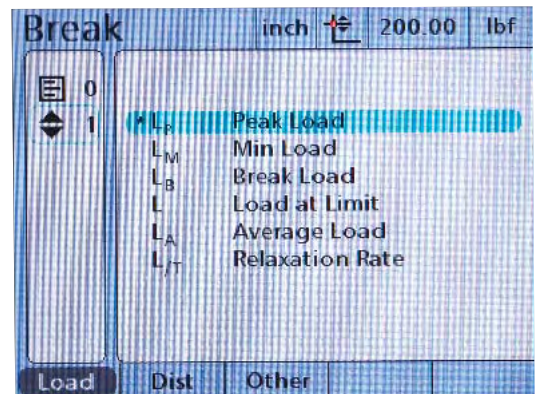 Break inch 200.00 lbf
0
1
* LP Peak Load
LM Min Load
LB Break Load
L Load at Limit
LA Average Load
L/T Relaxation Rate
Load Dist Other